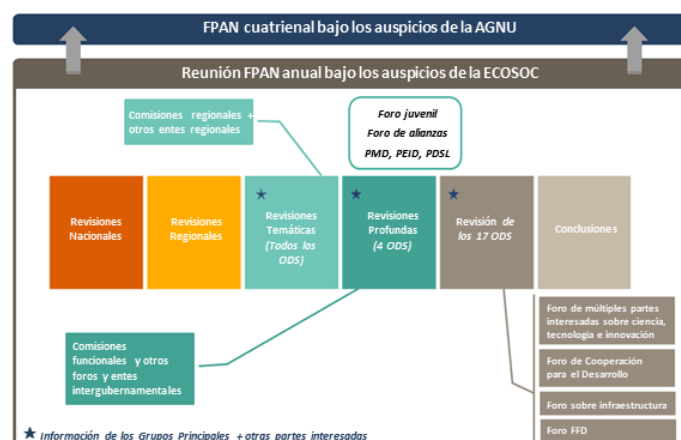 FPAN cuatrienal bajo los auspicios de la AGNU
Reunión FPAN anual bajo los auspicios de la ECOSOC
Comisiones regionales +
otros entes regionales
Foro juvenil
Foro de alianzas
PMD, PEID, PDSL
Revisiones
Nacionales
Revisiones
Regionales
Revisiones
Temáticas
(Todos los
ODS)
Revisiones
Profundas
(4 ODS)
Revisión de
los 17 ODS
Conclusiones
Comisiones
funcionales y otros
foros y entes
intergubernamentales
Foro de múltiples partes
interesadas sobre ciencia,
tecnología e innovación
Foro de Cooperación
para el Desarrollo
Foro sobre infraestructura
Foro FFD
★ Información de los Grupos Principales + otras partes interesadas